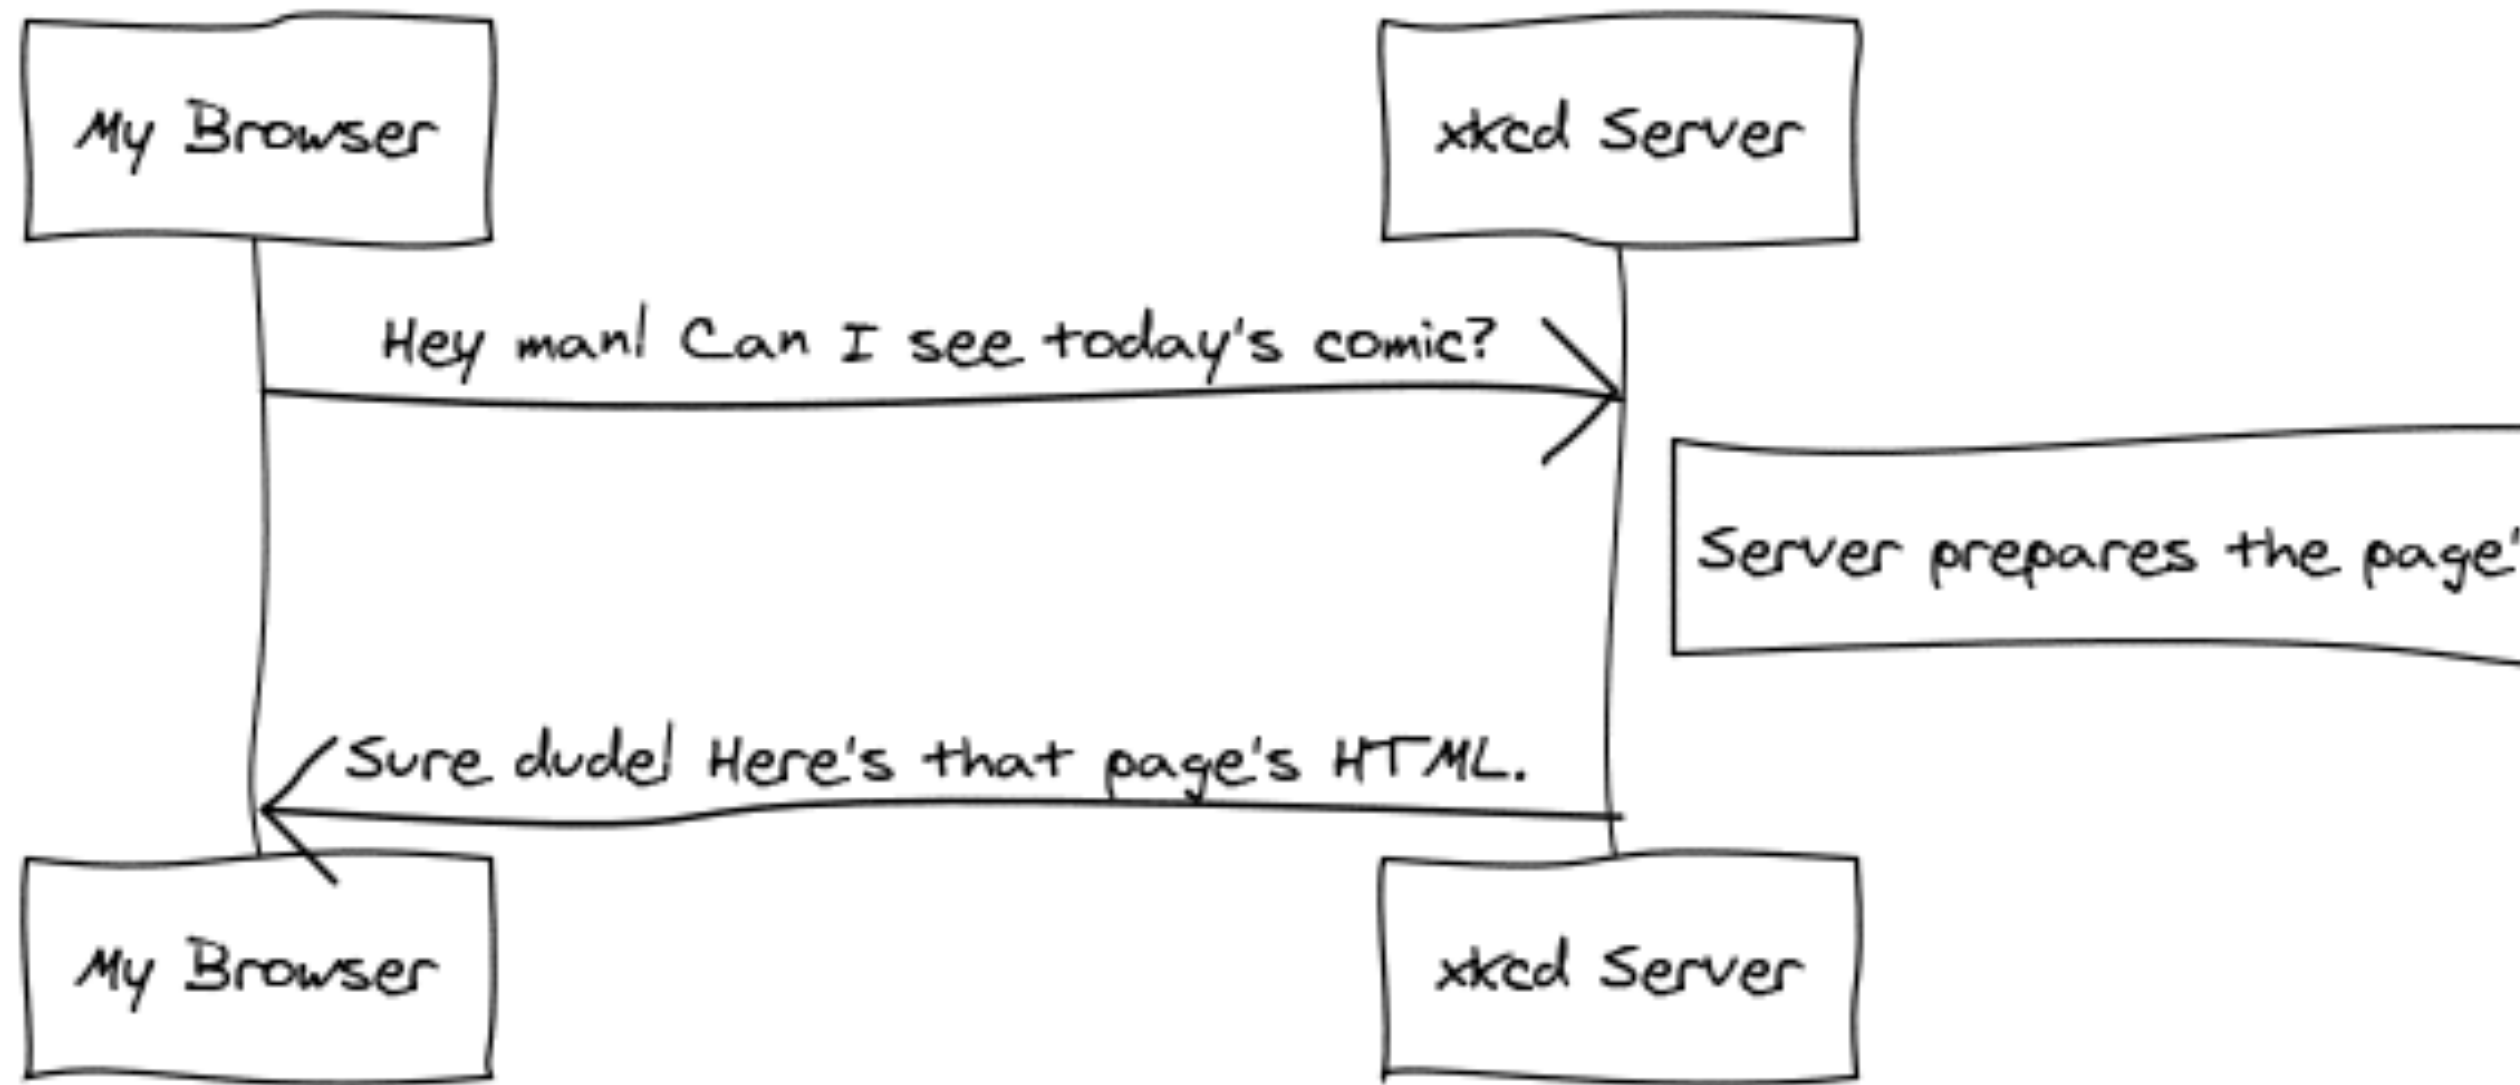 My Browser
xkcd Server
Hey man! Can I see today's comic?
Server prepares the page'
Sure dude! Here's that page's HTML.
My Browser
xkcd Server